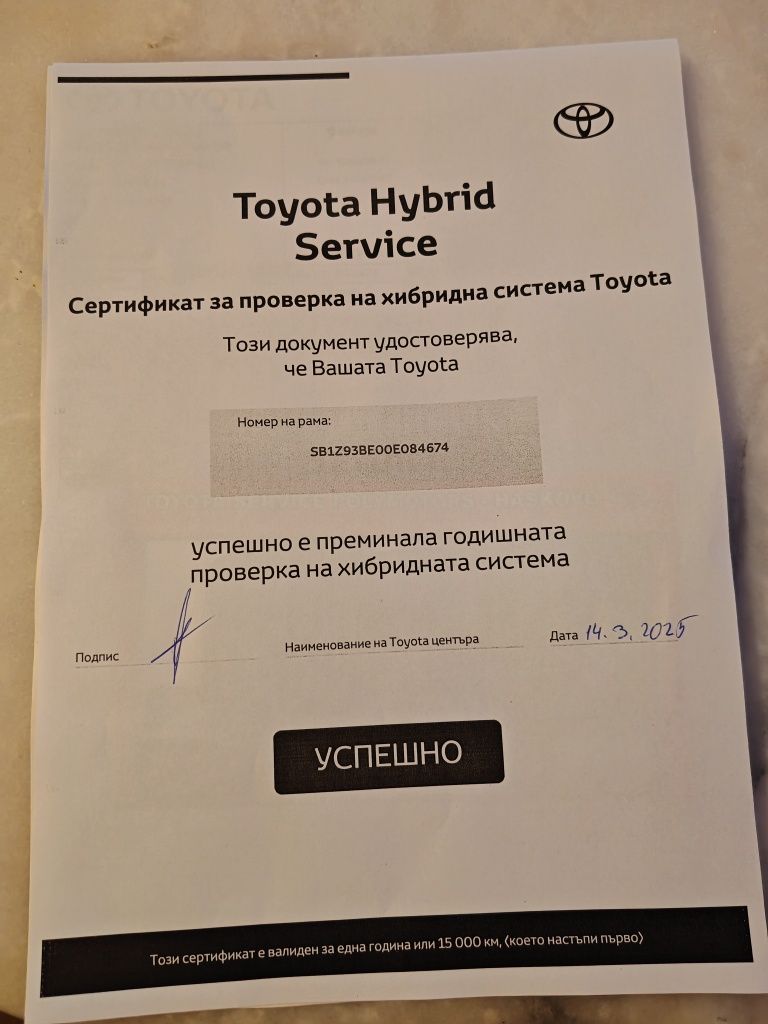 Toyota Hybrid
Service
Сертификат за проверка на хибридна система Toyota
Този документ удостоверява,
че Вашата Toyota
Номер на рама:
SB1Z93BE00E084674
успешно е преминала годишната
проверка на хибридната система
Подпис Наименование на Toyota центъра Дата 14.3.2025
УСПЕШНО
Този сертификат е валиден за една година или 15 000 км, (което настъпи първо)